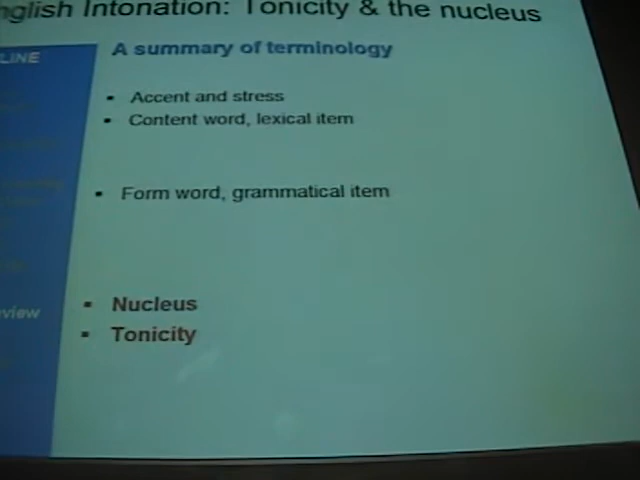 nglish Intonation: Tonicity & the nucleus
LINE
A summary of terminology
▪ Accent and stress
▪ Content word, lexical item
▪ Form word, grammatical item
▪ Nucleus
view
▪ Tonicity